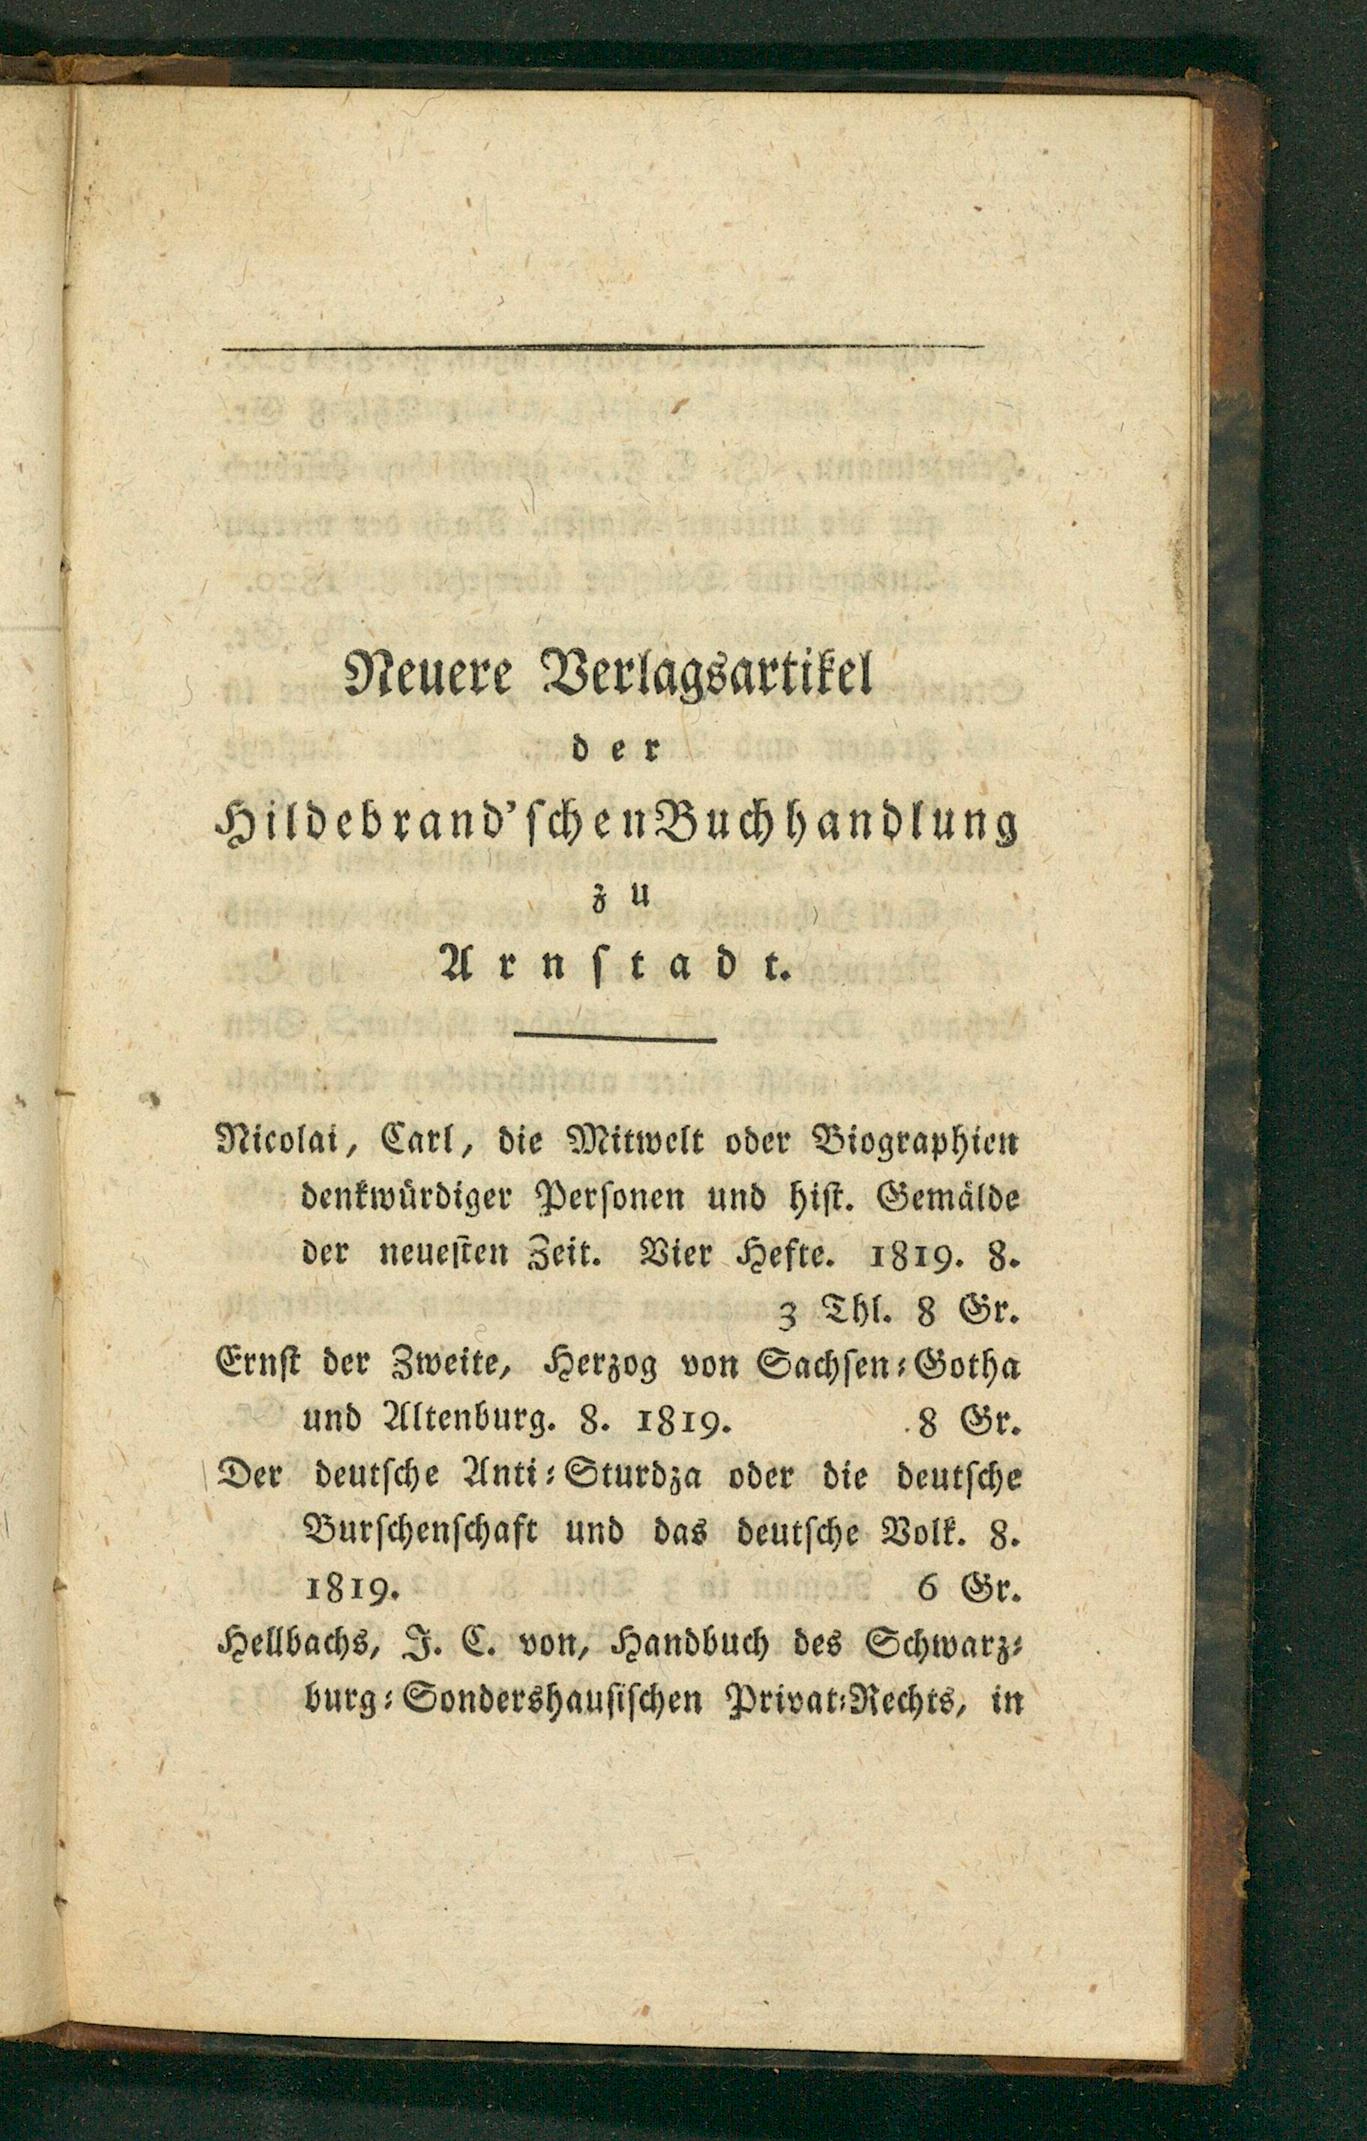 Neuere Verlagsartikel
der
Hildebrand'schen Buchhandlung
zu
Arnstadt.
Nicolai, Carl, die Mitwelt oder Biographien
denkwürdiger Personen und hist. Gemälde
der neuesten Zeit. Vier Hefte. 1819. 8.
3 Thl. 8 Gr.
Ernst der Zweite, Herzog von Sachsen-Gotha
und Altenburg. 8. 1819. 8 Gr.
Der deutsche Anti-Sturdza oder die deutsche
Burschenschaft und das deutsche Volk. 8.
1819. 6 Gr.
Hellbachs, J. C. von, Handbuch des Schwarz-
burg-Sondershausischen Privat-Rechts, in